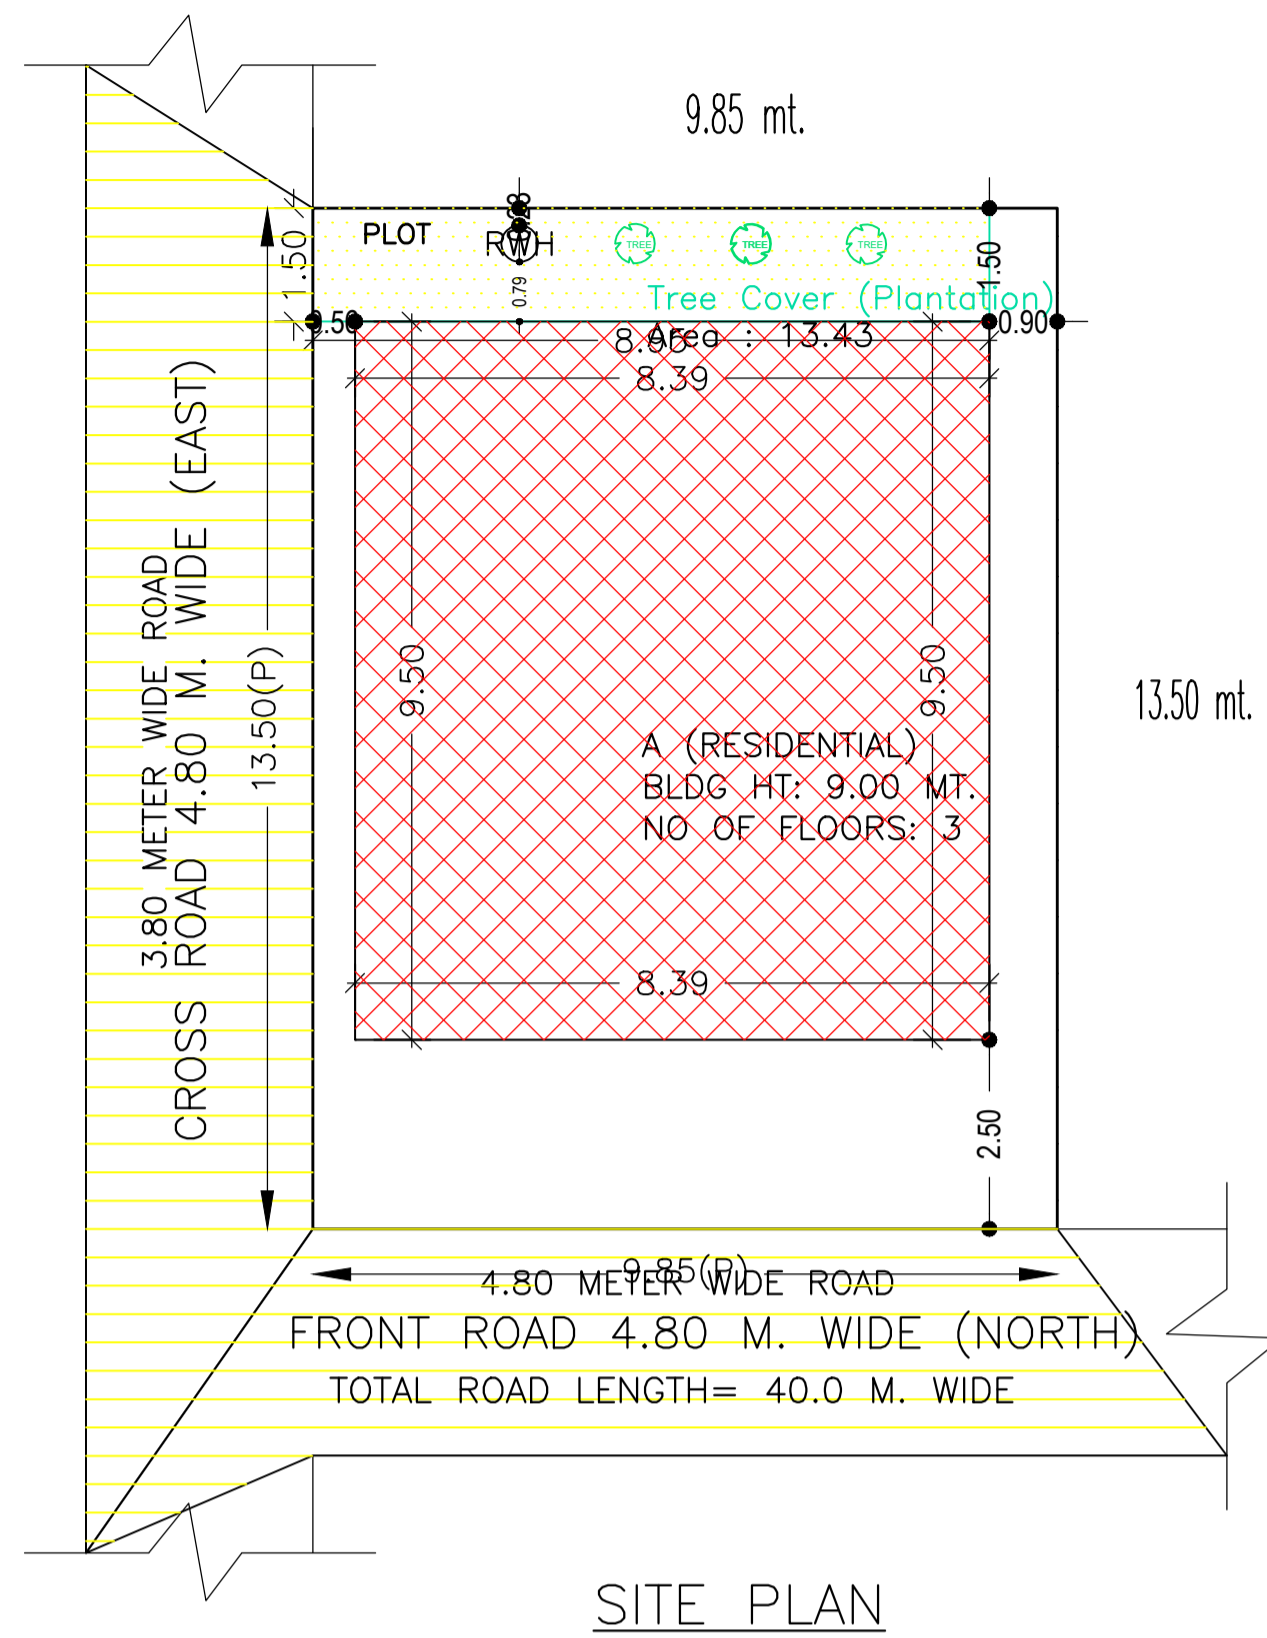 9.85 mt.
PLOT
RWH
TREE
TREE
TREE
1.50
1.50
0.79
Tree Cover (Plantation)
Area : 13.43
0.90
8.95
8.39
3.80 METER WIDE ROAD
CROSS ROAD 4.80 M. WIDE (EAST)
13.50(P)
9.50
9.50
13.50 mt.
A (RESIDENTIAL)
BLDG HT: 9.00 MT.
NO OF FLOORS: 3
8.39
2.50
9.85(P)
4.80 METER WIDE ROAD
FRONT ROAD 4.80 M. WIDE (NORTH)
TOTAL ROAD LENGTH= 40.0 M. WIDE
SITE PLAN